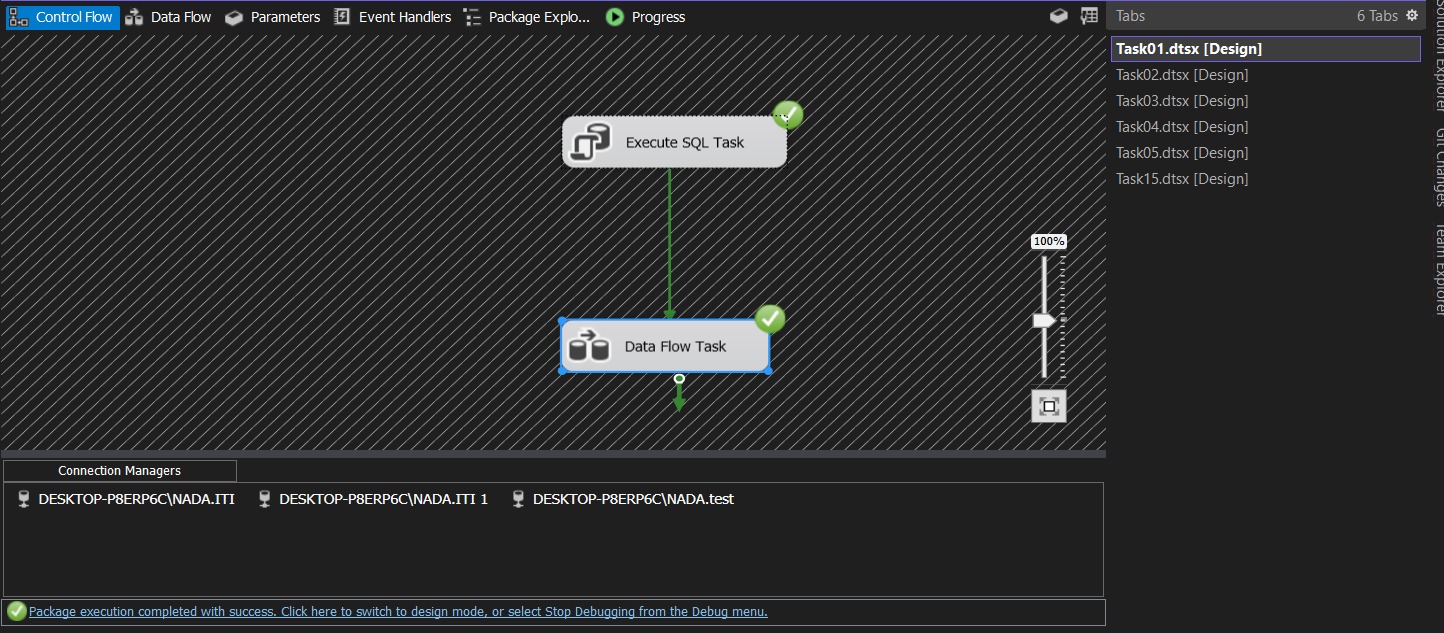 Control Flow Data Flow Parameters Event Handlers Package Explo... Progress
Tabs 6 Tabs
Task01.dtsx [Design]
Task02.dtsx [Design]
Task03.dtsx [Design]
Task04.dtsx [Design]
Task05.dtsx [Design]
Task15.dtsx [Design]
Solution Explorer
Git Changes
Team Explorer
Execute SQL Task
100%
Data Flow Task
Connection Managers
DESKTOP-P8ERP6C\NADA.ITI DESKTOP-P8ERP6C\NADA.ITI 1 DESKTOP-P8ERP6C\NADA.test
Package execution completed with success. Click here to switch to design mode, or select Stop Debugging from the Debug menu.